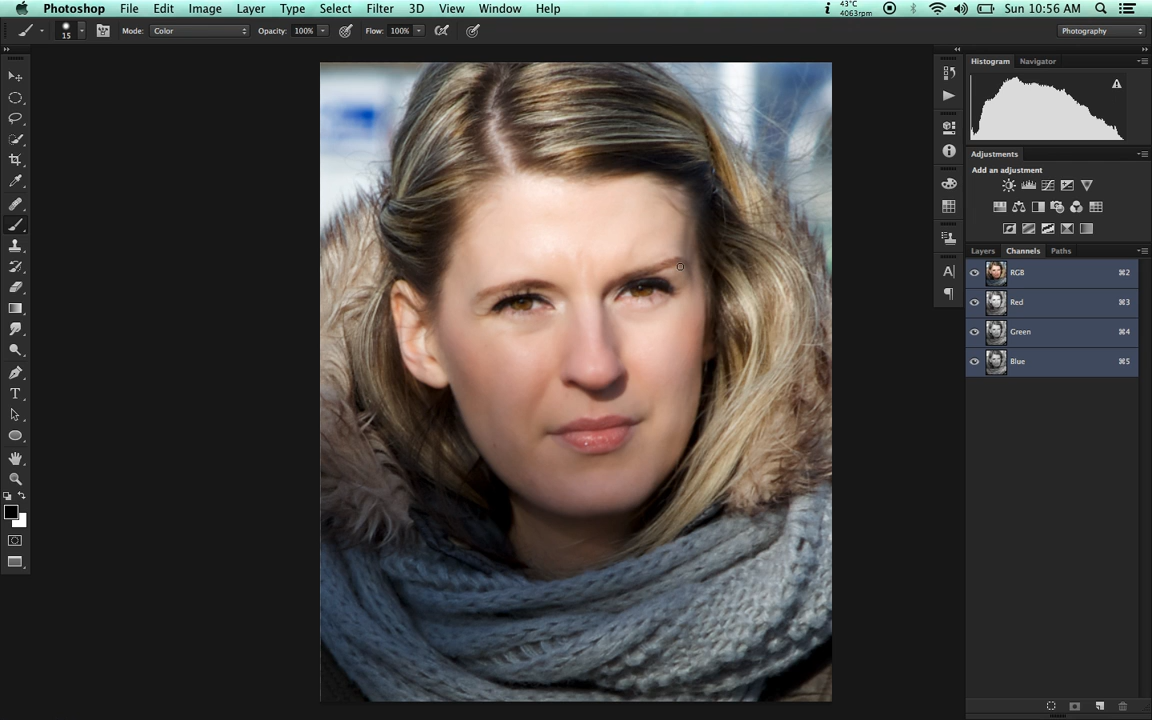 Photoshop File Edit Image Layer Type Select Filter 3D View Window Help
43°C
4063rpm
Sun 10:56 AM
15
Mode: Color
Opacity: 100%
Flow: 100%
Photography
Histogram Navigator
Adjustments
Add an adjustment
Layers Channels Paths
RGB ⌘2
Red ⌘3
Green ⌘4
Blue ⌘5